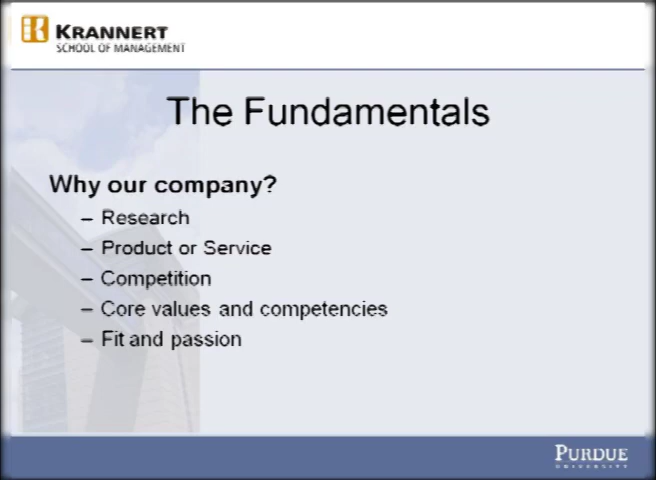 KRANNERT
SCHOOL OF MANAGEMENT
The Fundamentals
Why our company?
– Research
– Product or Service
– Competition
– Core values and competencies
– Fit and passion
PURDUE
UNIVERSITY